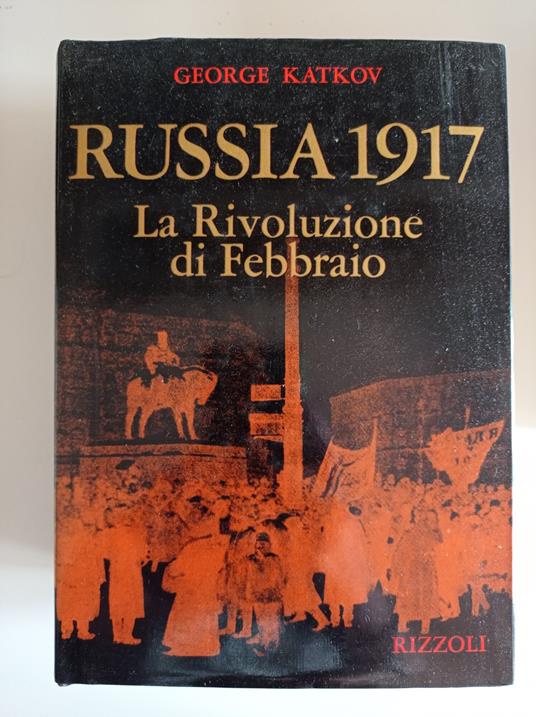 GEORGE KATKOV
RUSSIA 1917
La Rivoluzione
di Febbraio
RIZZOLI